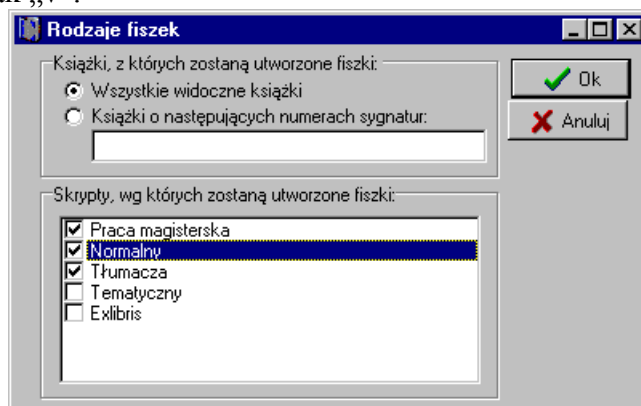 Rodzaje fiszek
Książki, z których zostaną utworzone fiszki:
Wszystkie widoczne książki
Książki o następujących numerach sygnatur:
Ok
Anuluj
Skrypty, wg których zostaną utworzone fiszki:
Praca magisterska
Normalny
Tłumacza
Tematyczny
Exlibris